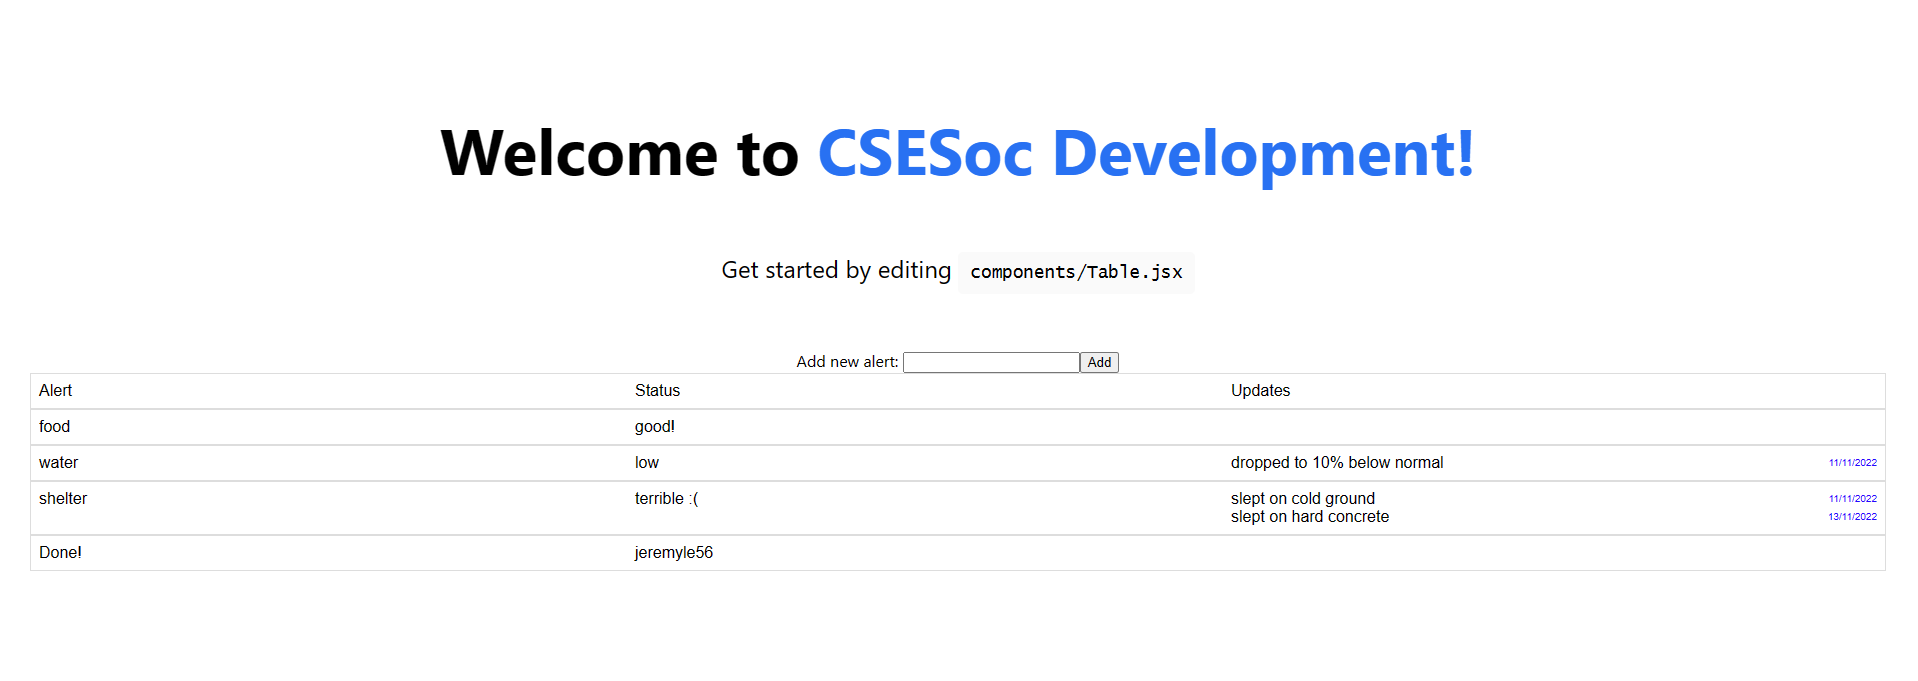 Welcome to CSESoc Development!
Get started by editing components/Table.jsx
Add new alert: Add
Alert Status Updates
food good!
water low dropped to 10% below normal 11/11/2022
shelter terrible :( slept on cold ground 11/11/2022
slept on hard concrete 13/11/2022
Done! jeremyle56